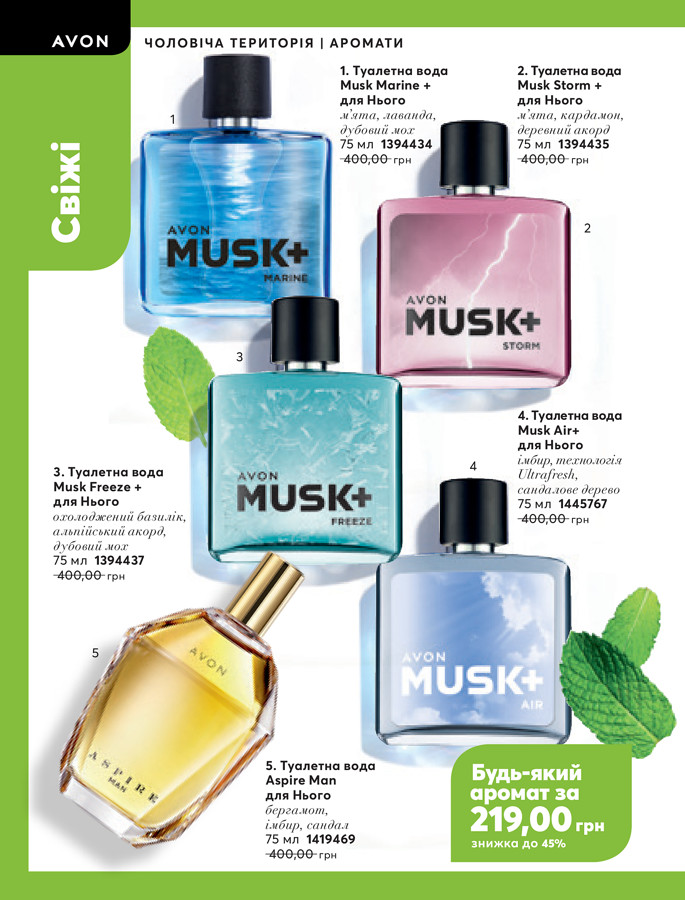 AVON
ЧОЛОВІЧА ТЕРИТОРІЯ | АРОМАТИ
Свіжі
1
AVON
MUSK+
MARINE
1. Туалетна вода
Musk Marine +
для Нього
м'ята, лаванда,
дубовий мох
75 мл 1394434
400,00 грн
2. Туалетна вода
Musk Storm +
для Нього
м'ята, кардамон,
деревний акорд
75 мл 1394435
400,00 грн
2
AVON
MUSK+
STORM
3
AVON
MUSK+
FREEZE
3. Туалетна вода
Musk Freeze +
для Нього
охолоджений базилік,
альпійський акорд,
дубовий мох
75 мл 1394437
400,00 грн
4. Туалетна вода
Musk Air+
для Нього
імбир, технологія
Ultrafresh,
сандалове дерево
75 мл 1445767
400,00 грн
4
AVON
MUSK+
AIR
5
AVON
ASPIRE
MAN
5. Туалетна вода
Aspire Man
для Нього
бергамот,
імбир, сандал
75 мл 1419469
400,00 грн
Будь-який
аромат за
219,00 грн
знижка до 45%